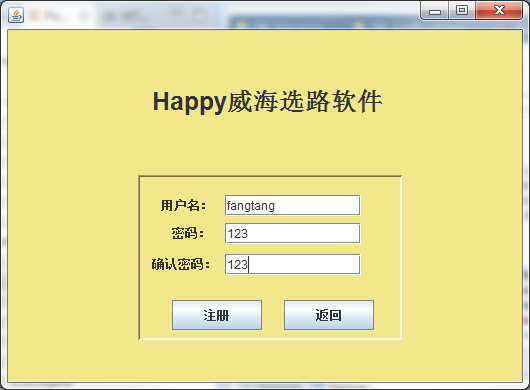 Happy威海选路软件
用户名： fangtang
密码： 123
确认密码： 123
注册 返回